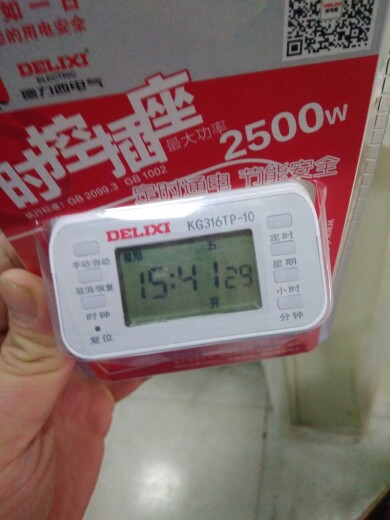 如一日
的用电安全
DELIXI
ELECTRIC
德力西电气
时控插座
最大功率
2500W
执行标准: GB 2099.3 GB 1002
定时通电 节能安全
DELIXI
KG316TP-10
手动/自动
取消/恢复
时钟
复位
星期 五
15:41 29
开
定时
星期
小时
分钟